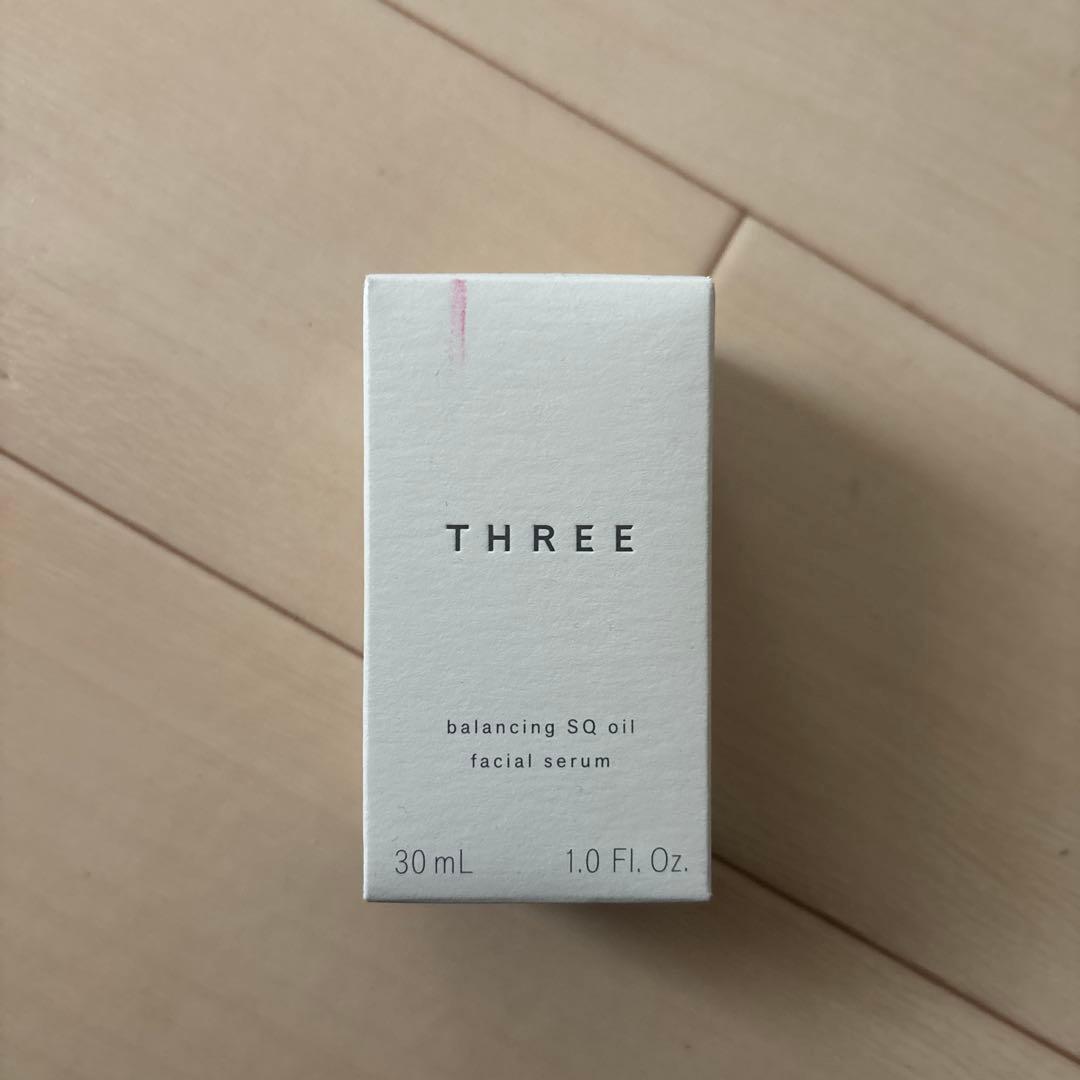 THREE
balancing SQ oil
facial serum
30 mL 1.0 Fl. Oz.